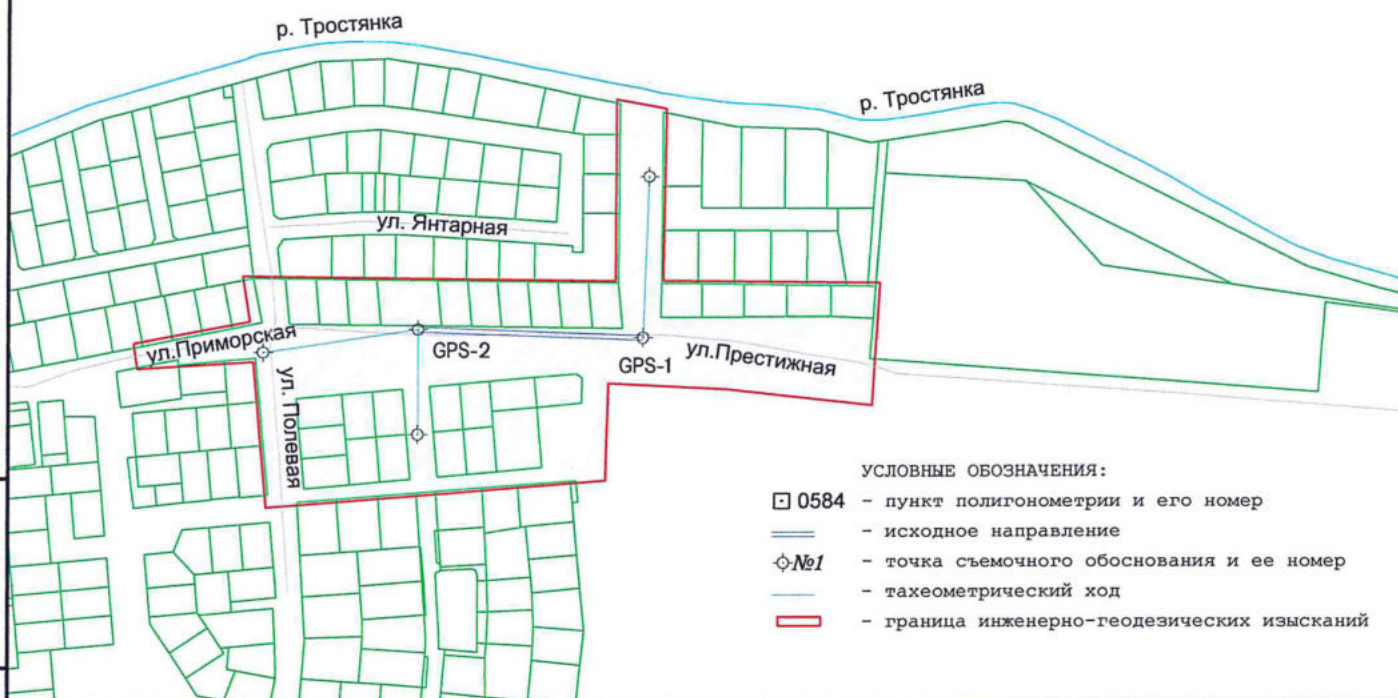 р. Тростянка
р. Тростянка
ул. Янтарная
ул.Приморская
GPS-2
GPS-1
ул.Престижная
ул. Полевая
УСЛОВНЫЕ ОБОЗНАЧЕНИЯ:
0584 - пункт полигонометрии и его номер
- исходное направление
№1 - точка съемочного обоснования и ее номер
- тахеометрический ход
- граница инженерно-геодезических изысканий